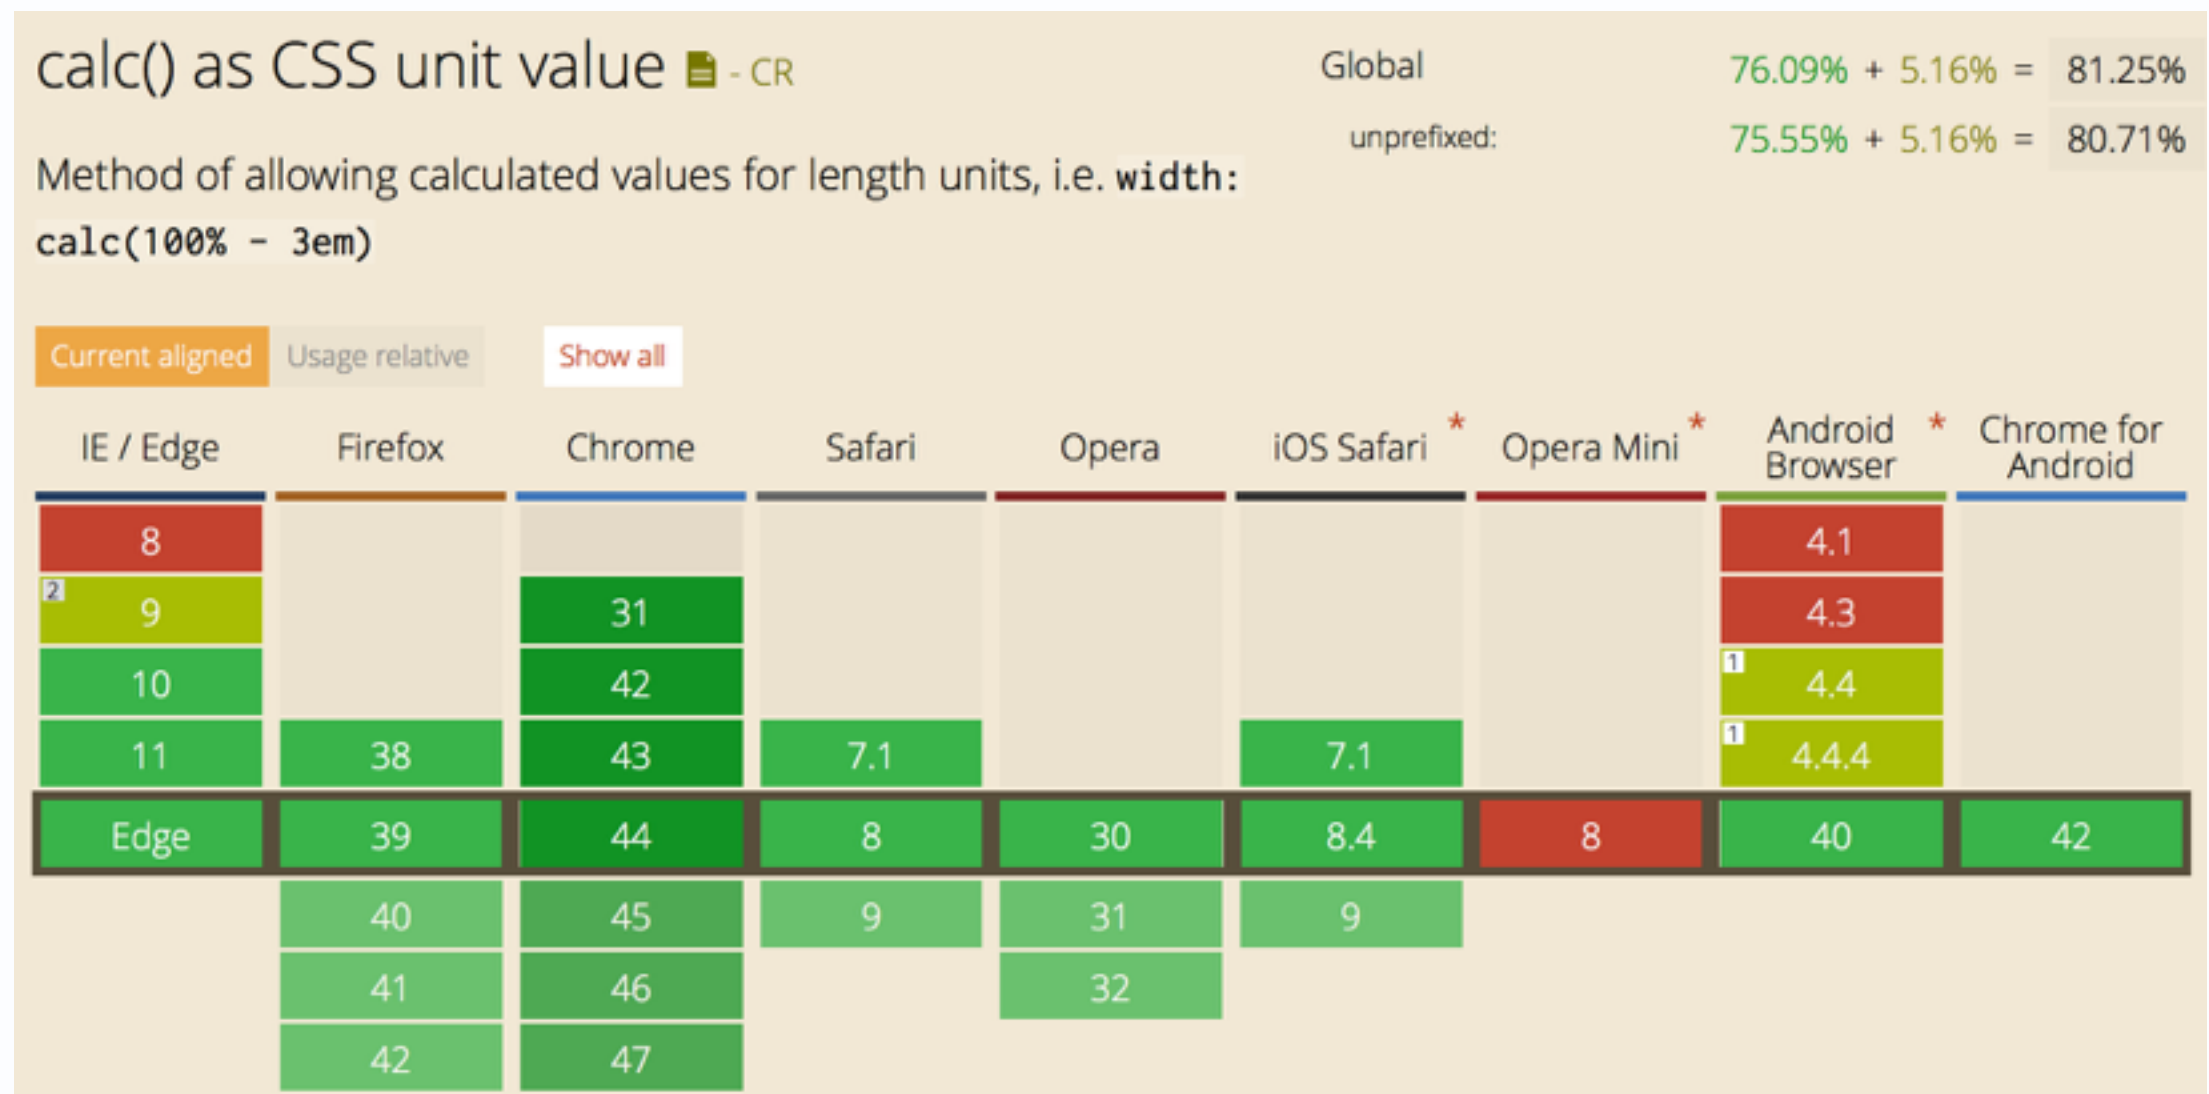 calc() as CSS unit value - CR
Global 76.09% + 5.16% = 81.25%
unprefixed: 75.55% + 5.16% = 80.71%
Method of allowing calculated values for length units, i.e. width:
calc(100% - 3em)
Current aligned Usage relative Show all
IE / Edge Firefox Chrome Safari Opera iOS Safari * Opera Mini * Android Browser * Chrome for Android
8 4.1
2 9 31 4.3
10 42 1 4.4
11 38 43 7.1 7.1 1 4.4.4
Edge 39 44 8 30 8.4 8 40 42
40 45 9 31 9
41 46 32
42 47